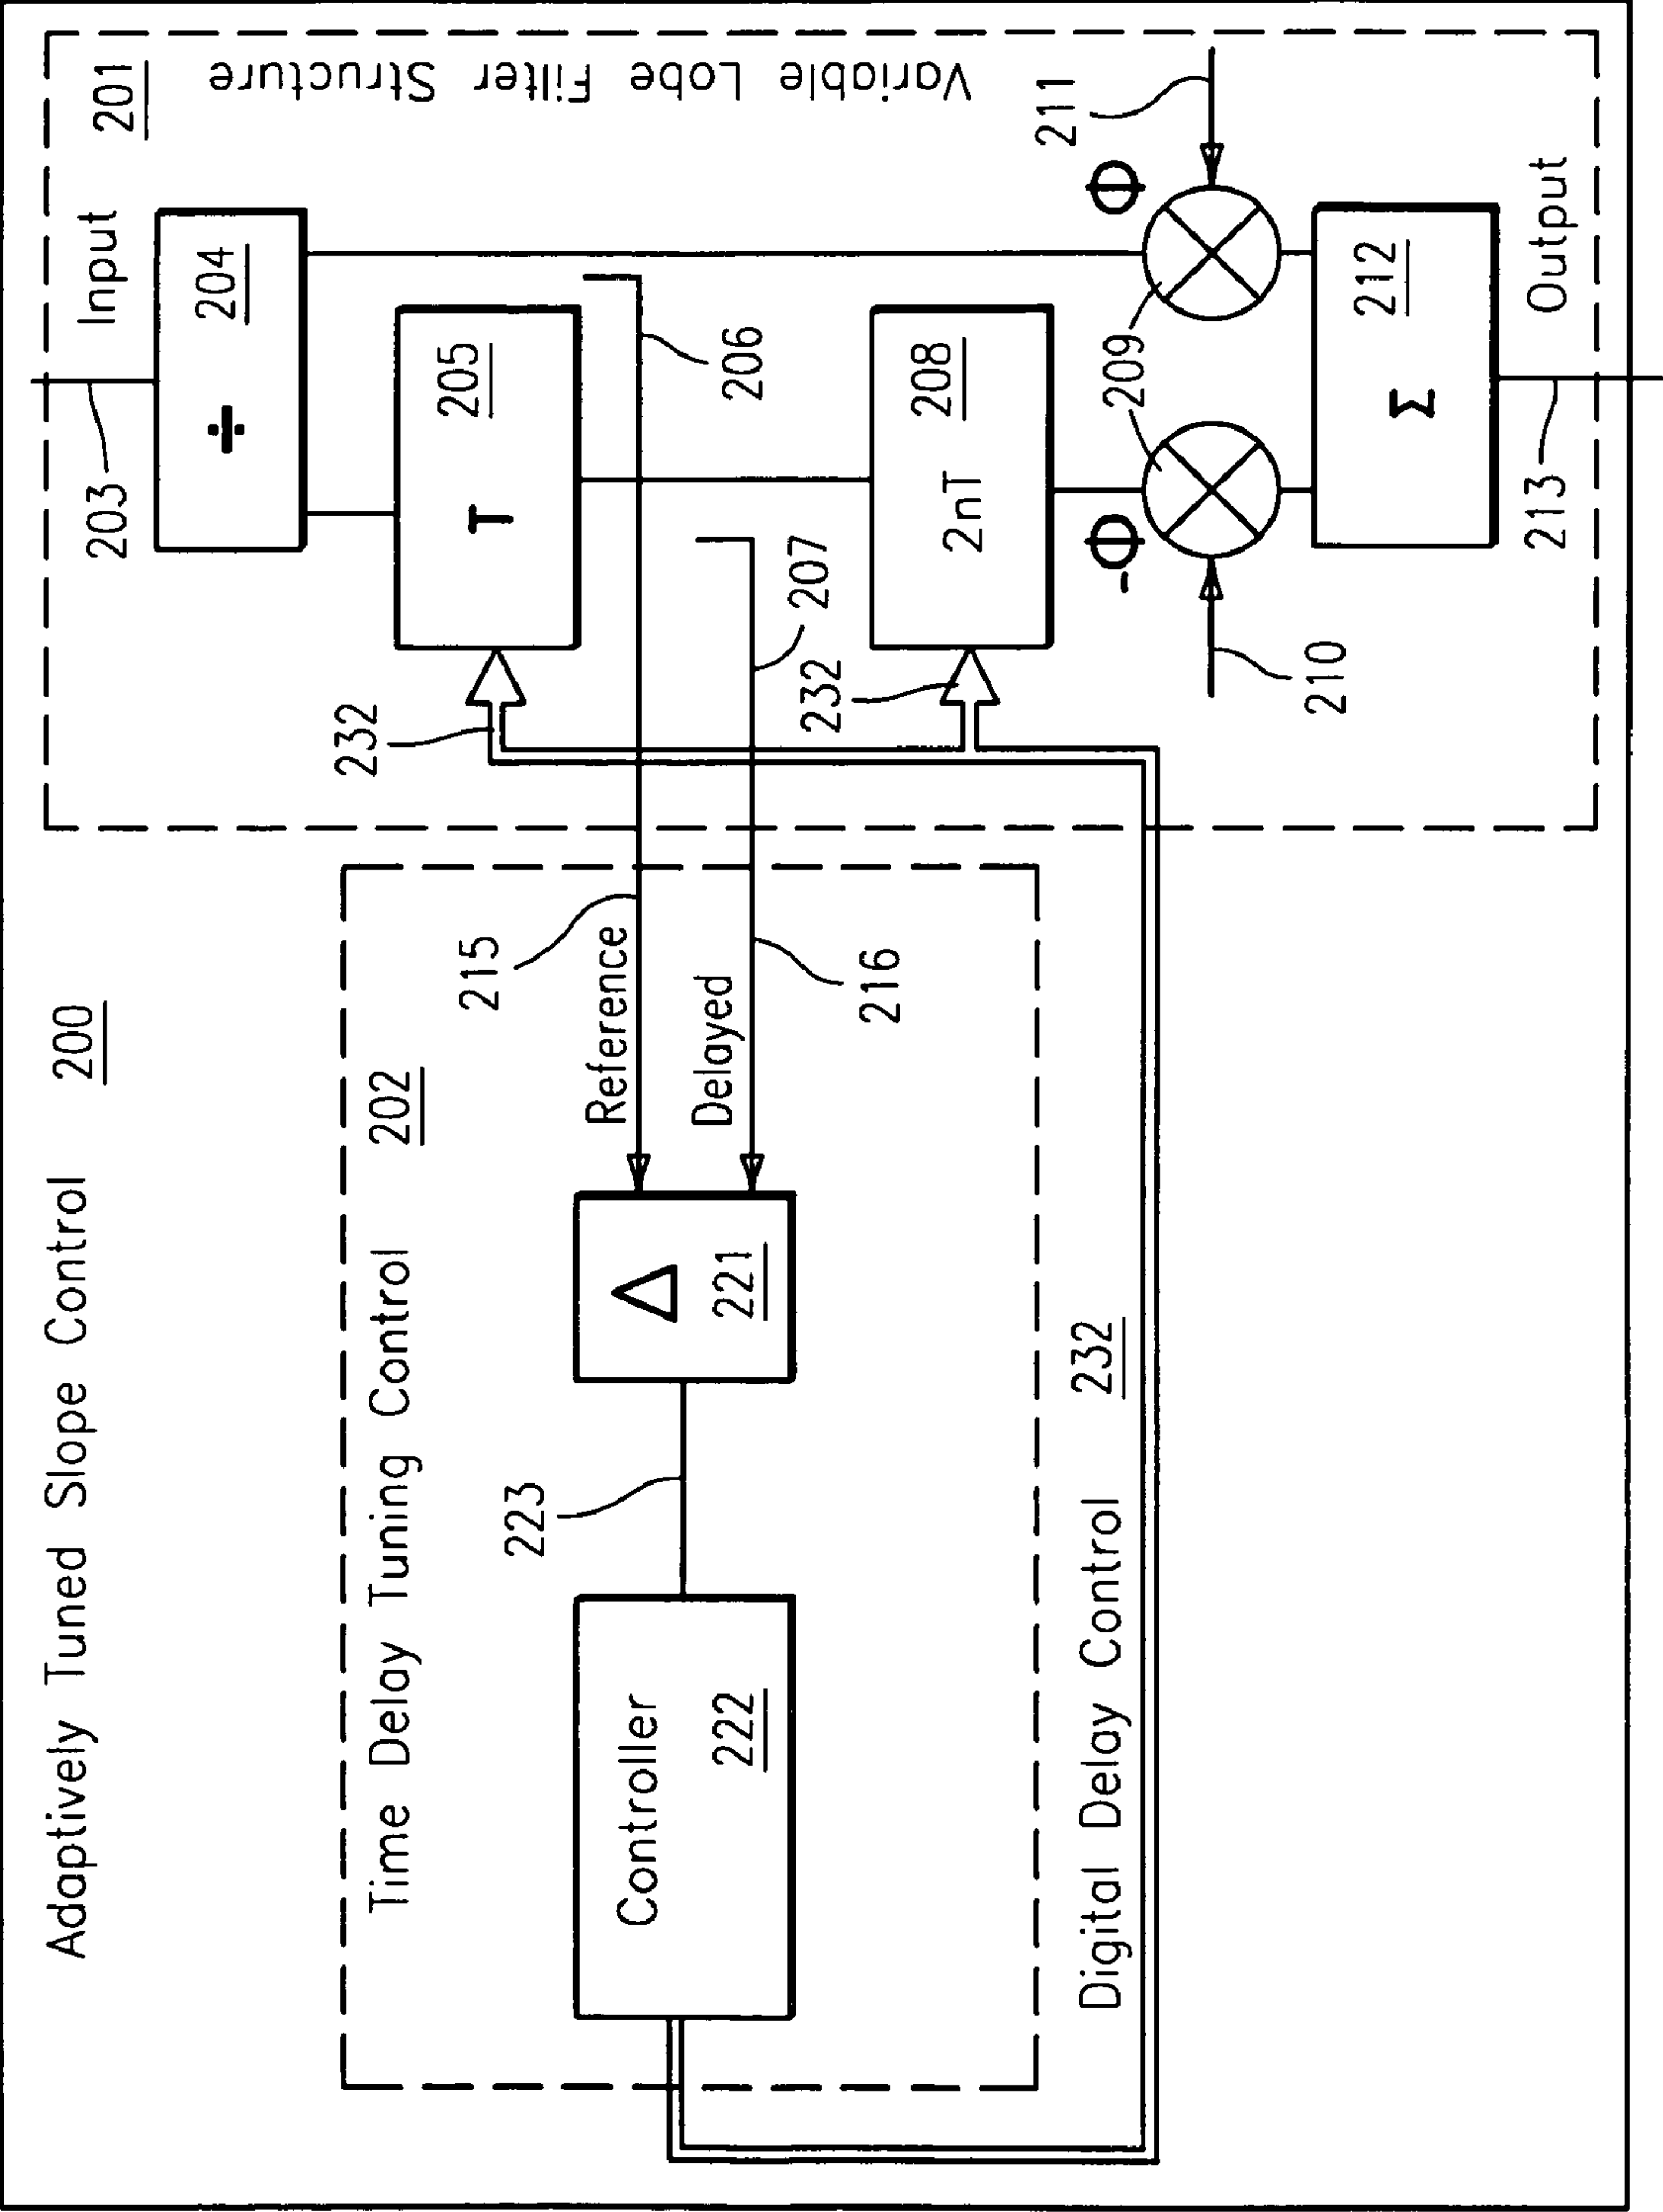 Adaptively Tuned Slope Control 200
Time Delay Tuning Control 202
Controller
222
223
Δ
221
Reference
215
Delayed
216
Digital Delay Control 232
Variable Lobe Filter Structure
201
Input
203
÷
204
T
205
206
207
232
232
2nT
208
209
-Φ
Φ
210
211
Σ
212
Output
213